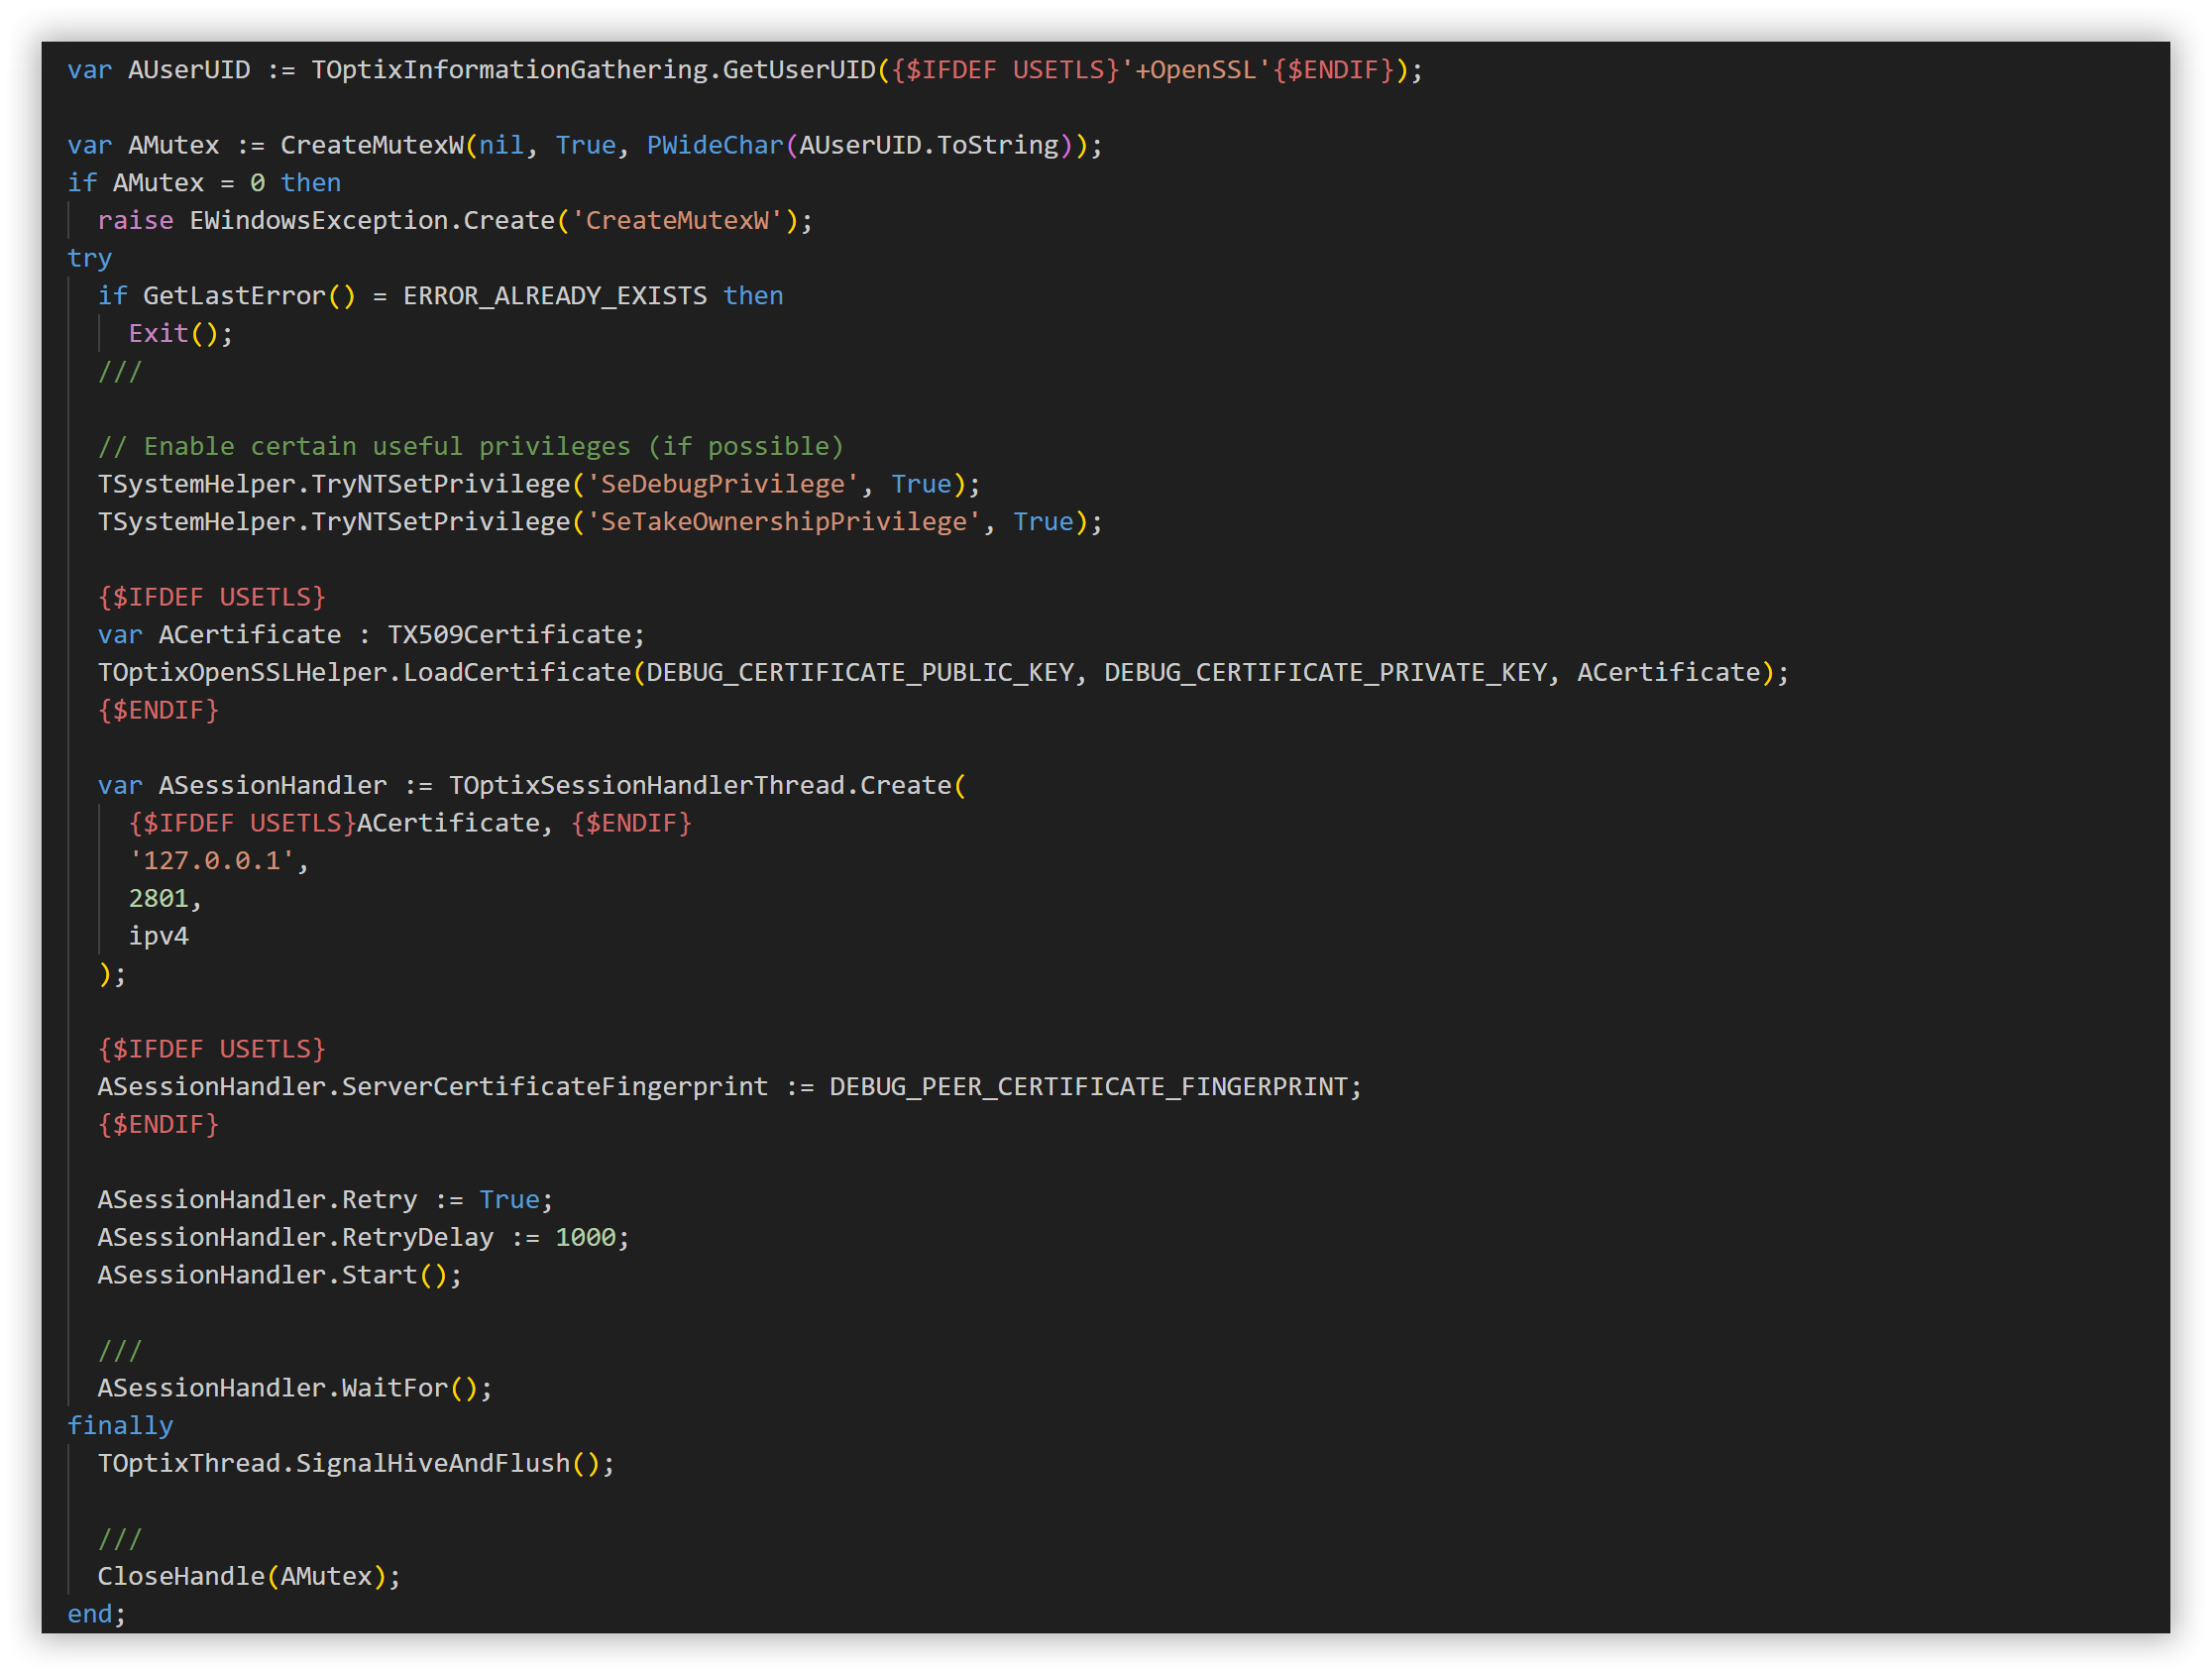 var AUserUID := TOptixInformationGathering.GetUserUID({$IFDEF USETLS}'+OpenSSL'{$ENDIF});
var AMutex := CreateMutexW(nil, True, PWideChar(AUserUID.ToString));
if AMutex = 0 then
raise EWindowsException.Create('CreateMutexW');
try
if GetLastError() = ERROR_ALREADY_EXISTS then
Exit();
///
// Enable certain useful privileges (if possible)
TSystemHelper.TryNTSetPrivilege('SeDebugPrivilege', True);
TSystemHelper.TryNTSetPrivilege('SeTakeOwnershipPrivilege', True);
{$IFDEF USETLS}
var ACertificate : TX509Certificate;
TOptixOpenSSLHelper.LoadCertificate(DEBUG_CERTIFICATE_PUBLIC_KEY, DEBUG_CERTIFICATE_PRIVATE_KEY, ACertificate);
{$ENDIF}
var ASessionHandler := TOptixSessionHandlerThread.Create(
{$IFDEF USETLS}ACertificate, {$ENDIF}
'127.0.0.1',
2801,
ipv4
);
{$IFDEF USETLS}
ASessionHandler.ServerCertificateFingerprint := DEBUG_PEER_CERTIFICATE_FINGERPRINT;
{$ENDIF}
ASessionHandler.Retry := True;
ASessionHandler.RetryDelay := 1000;
ASessionHandler.Start();
///
ASessionHandler.WaitFor();
finally
TOptixThread.SignalHiveAndFlush();
///
CloseHandle(AMutex);
end;